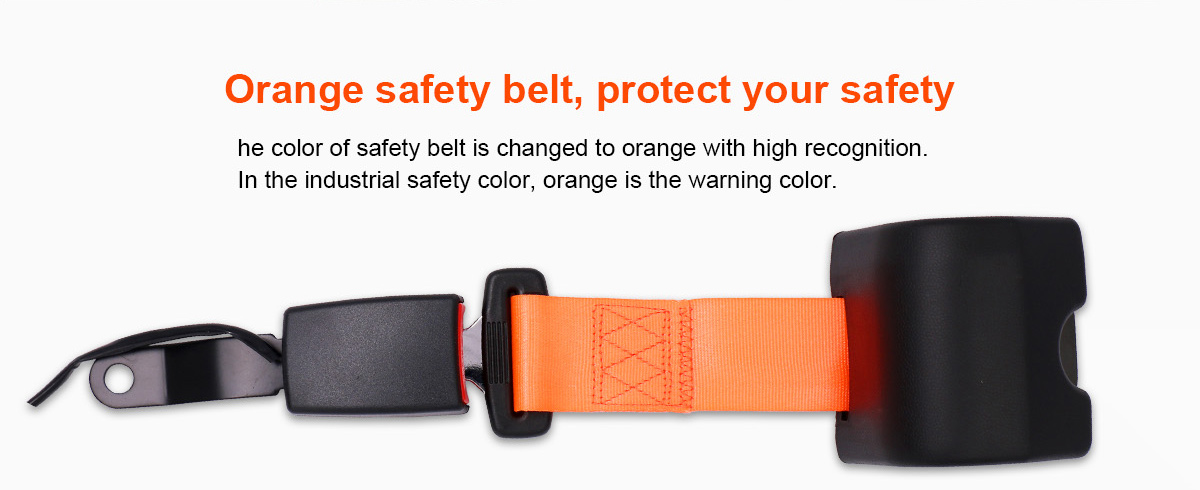 Orange safety belt, protect your safety
he color of safety belt is changed to orange with high recognition.
In the industrial safety color, orange is the warning color.